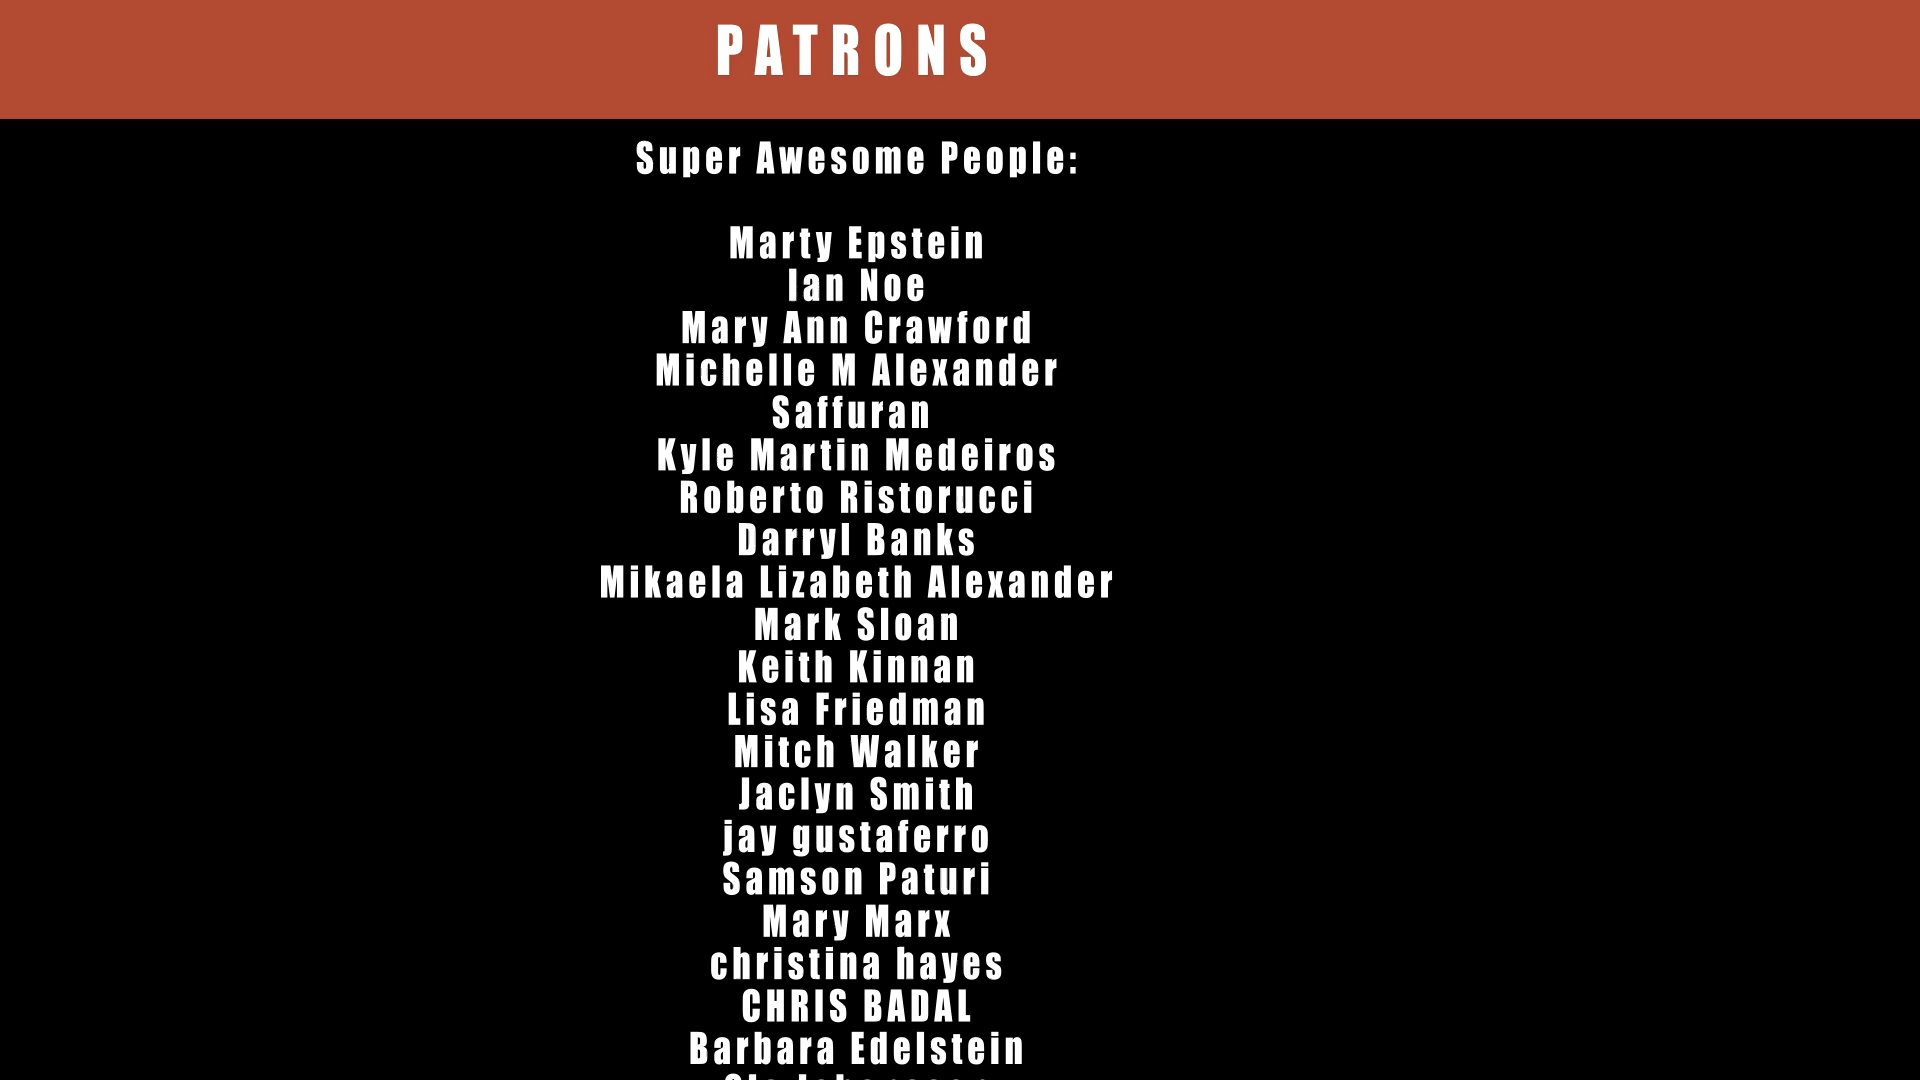 PATRONS
Super Awesome People:
Marty Epstein
Ian Noe
Mary Ann Crawford
Michelle M Alexander
Saffuran
Kyle Martin Medeiros
Roberto Ristorucci
Darryl Banks
Mikaela Lizabeth Alexander
Mark Sloan
Keith Kinnan
Lisa Friedman
Mitch Walker
Jaclyn Smith
jay gustaferro
Samson Paturi
Mary Marx
christina hayes
CHRIS BADAL
Barbara Edelstein